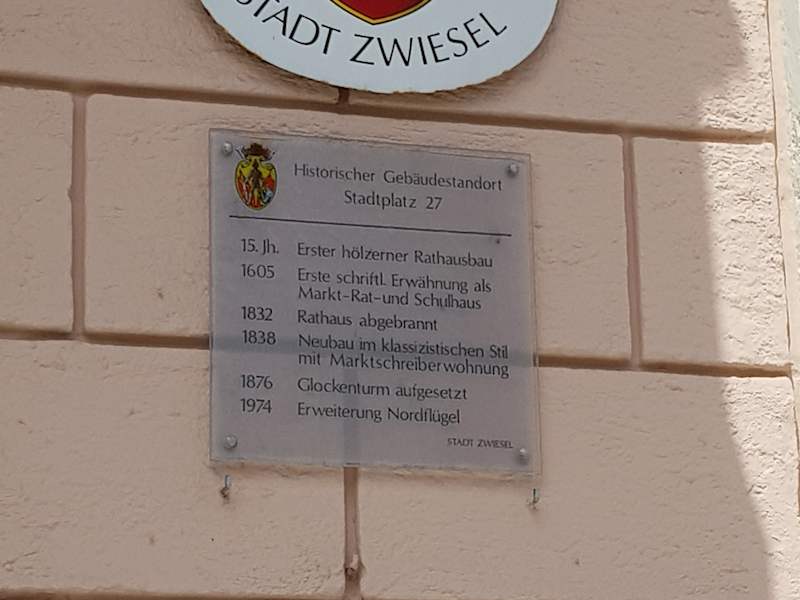 STADT ZWIESEL
Historischer Gebäudestandort
Stadtplatz 27
15. Jh. Erster hölzerner Rathausbau
1605 Erste schriftl. Erwähnung als
Markt-Rat-und Schulhaus
1832 Rathaus abgebrannt
1838 Neubau im klassizistischen Stil
mit Marktschreiberwohnung
1876 Glockenturm aufgesetzt
1974 Erweiterung Nordflügel
STADT ZWIESEL